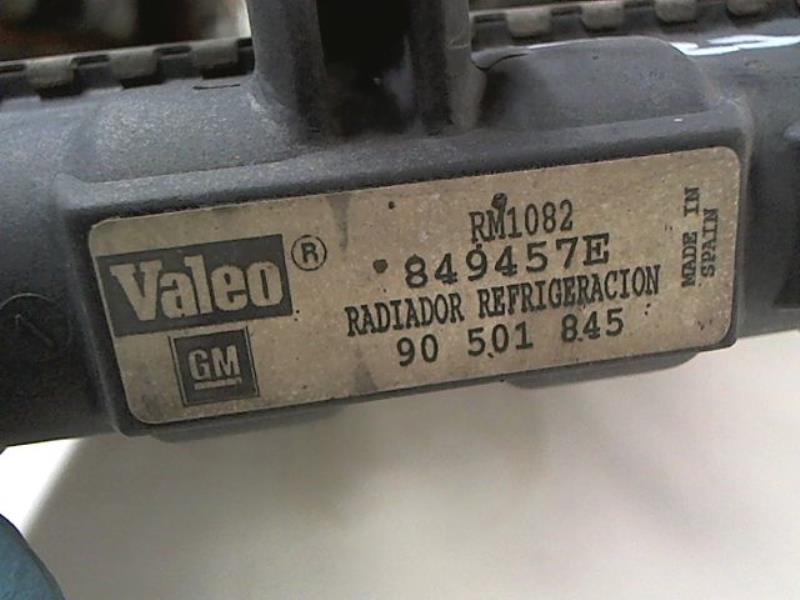 Valeo ®
GM
RM1082
849457E
RADIADOR REFRIGERACION
90 501 845
MADE IN
SPAIN